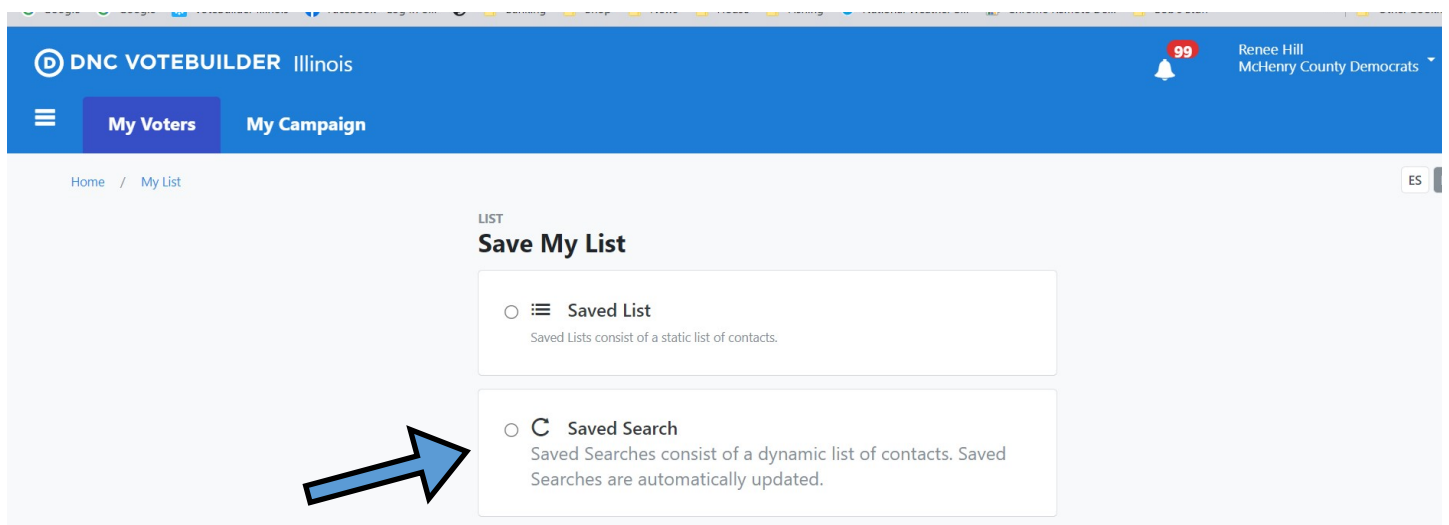 DNC VOTEBUILDER Illinois
99
Renee Hill
McHenry County Democrats
My Voters My Campaign
Home / My List
ES
LIST
Save My List
Saved List
Saved Lists consist of a static list of contacts.
Saved Search
Saved Searches consist of a dynamic list of contacts. Saved
Searches are automatically updated.